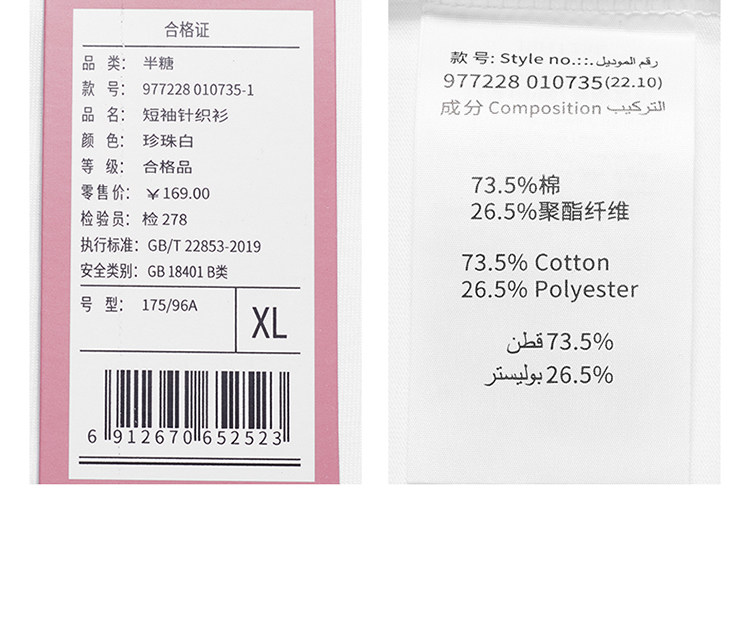 合格证
品 类： 半糖
款 号： 977228 010735-1
品 名： 短袖针织衫
颜 色： 珍珠白
等 级： 合格品
零售价： ￥169.00
检验员： 检 278
执行标准： GB/T 22853-2019
安全类别： GB 18401 B类
号 型： 175/96A
XL
6 912670 652523
款 号: Style no.::. رقم الموديل
977228 010735(22.10)
成分 Composition التركيب
73.5%棉
26.5%聚酯纤维
73.5% Cotton
26.5% Polyester
73.5% قطن
26.5% بوليستر